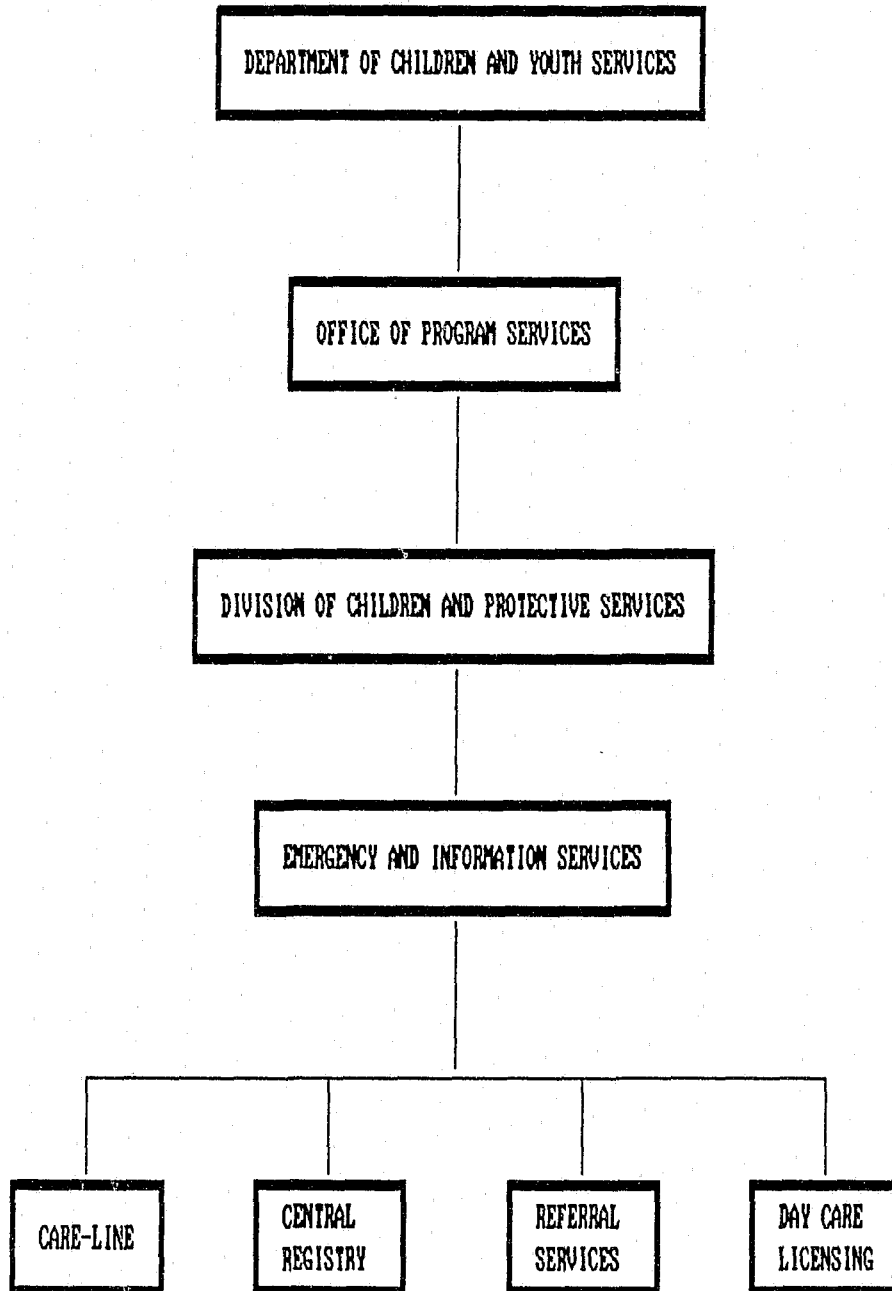 DEPARTMENT OF CHILDREN AND YOUTH SERVICES
OFFICE OF PROGRAM SERVICES
DIVISION OF CHILDREN AND PROTECTIVE SERVICES
EMERGENCY AND INFORMATION SERVICES
CARE-LINE
CENTRAL
REGISTRY
REFERRAL
SERVICES
DAY CARE
LICENSING